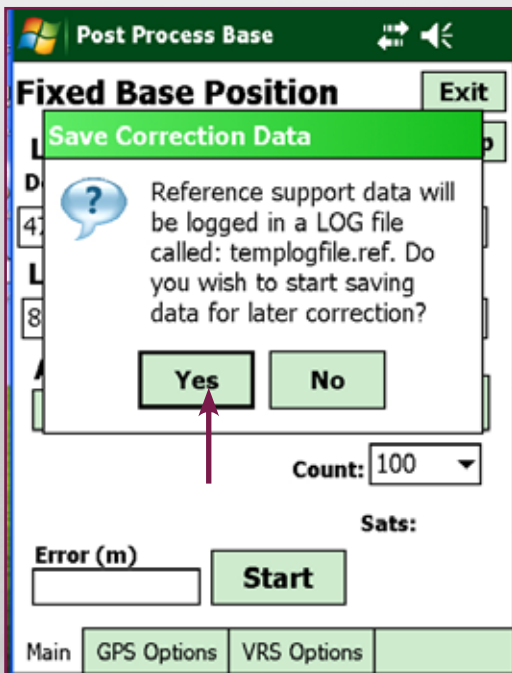 Post Process Base
Fixed Base Position
Exit
Save Correction Data
?
Reference support data will
be logged in a LOG file
called: templogfile.ref. Do
you wish to start saving
data for later correction?
Yes
No
Count: 100
Sats:
Error (m)
Start
Main GPS Options VRS Options